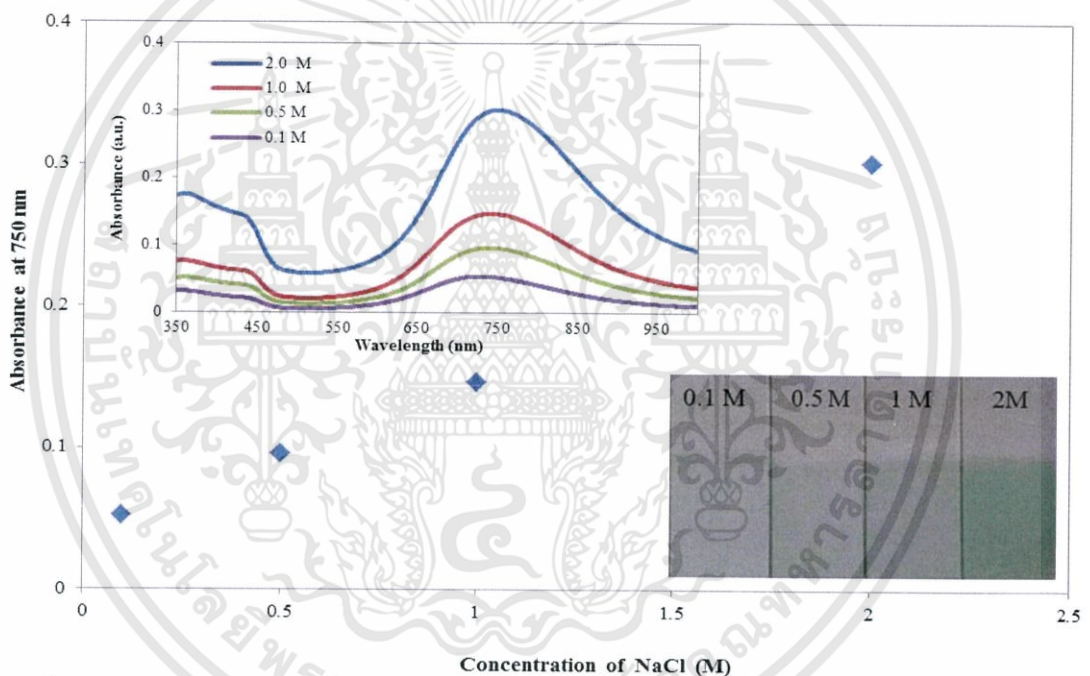 0.4
0.3
0.2
0.1
0
Absorbance at 750 nm
0.4
0.3
0.2
0.1
0
Absorbance (a.u.)
2.0 M
1.0 M
0.5 M
0.1 M
350 450 550 650 750 850 950
Wavelength (nm)
0.1 M 0.5 M 1 M 2M
0 0.5 1 1.5 2 2.5
Concentration of NaCl (M)